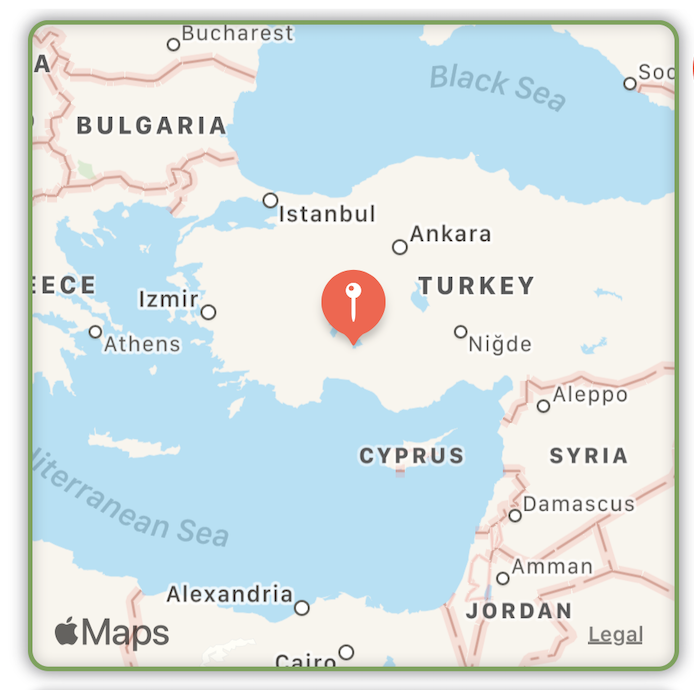 Bucharest
A
Black Sea
Soc
BULGARIA
Istanbul
Ankara
EECE
Izmir
TURKEY
Athens
Niğde
Aleppo
CYPRUS
SYRIA
diterranean Sea
Damascus
Amman
Alexandria
JORDAN
Maps
Legal
Cairo